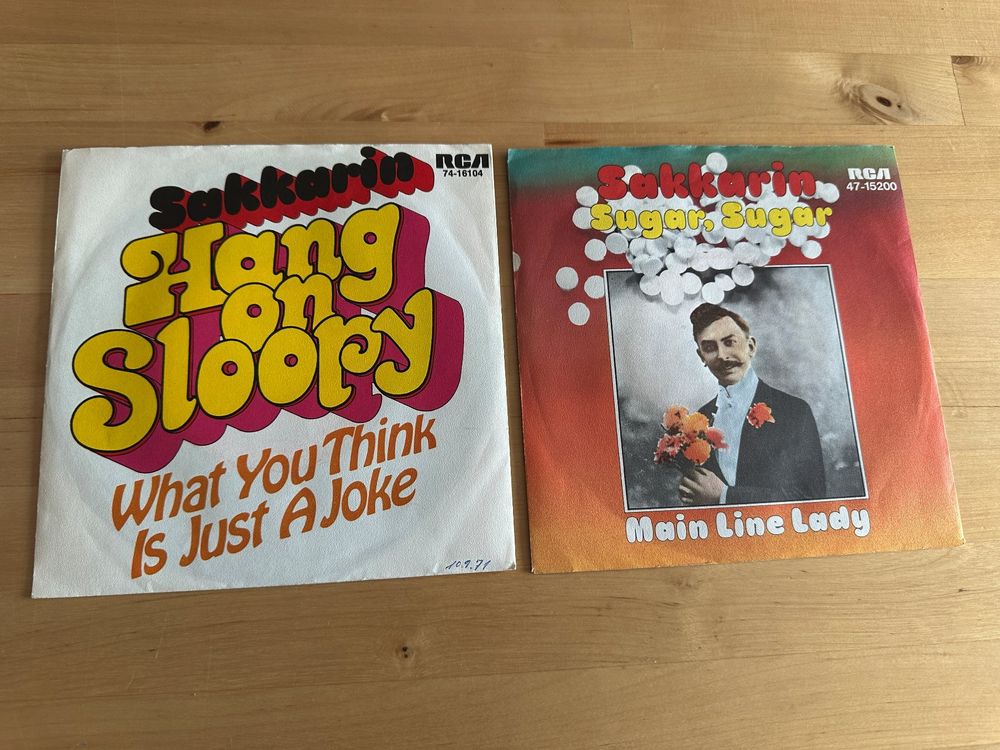 Sakkarin
RCA
74-16104
Hang
on
Sloopy
What You Think
Is Just A Joke
10.9.71
Sakkarin
RCA
47-15200
Sugar, Sugar
Main Line Lady